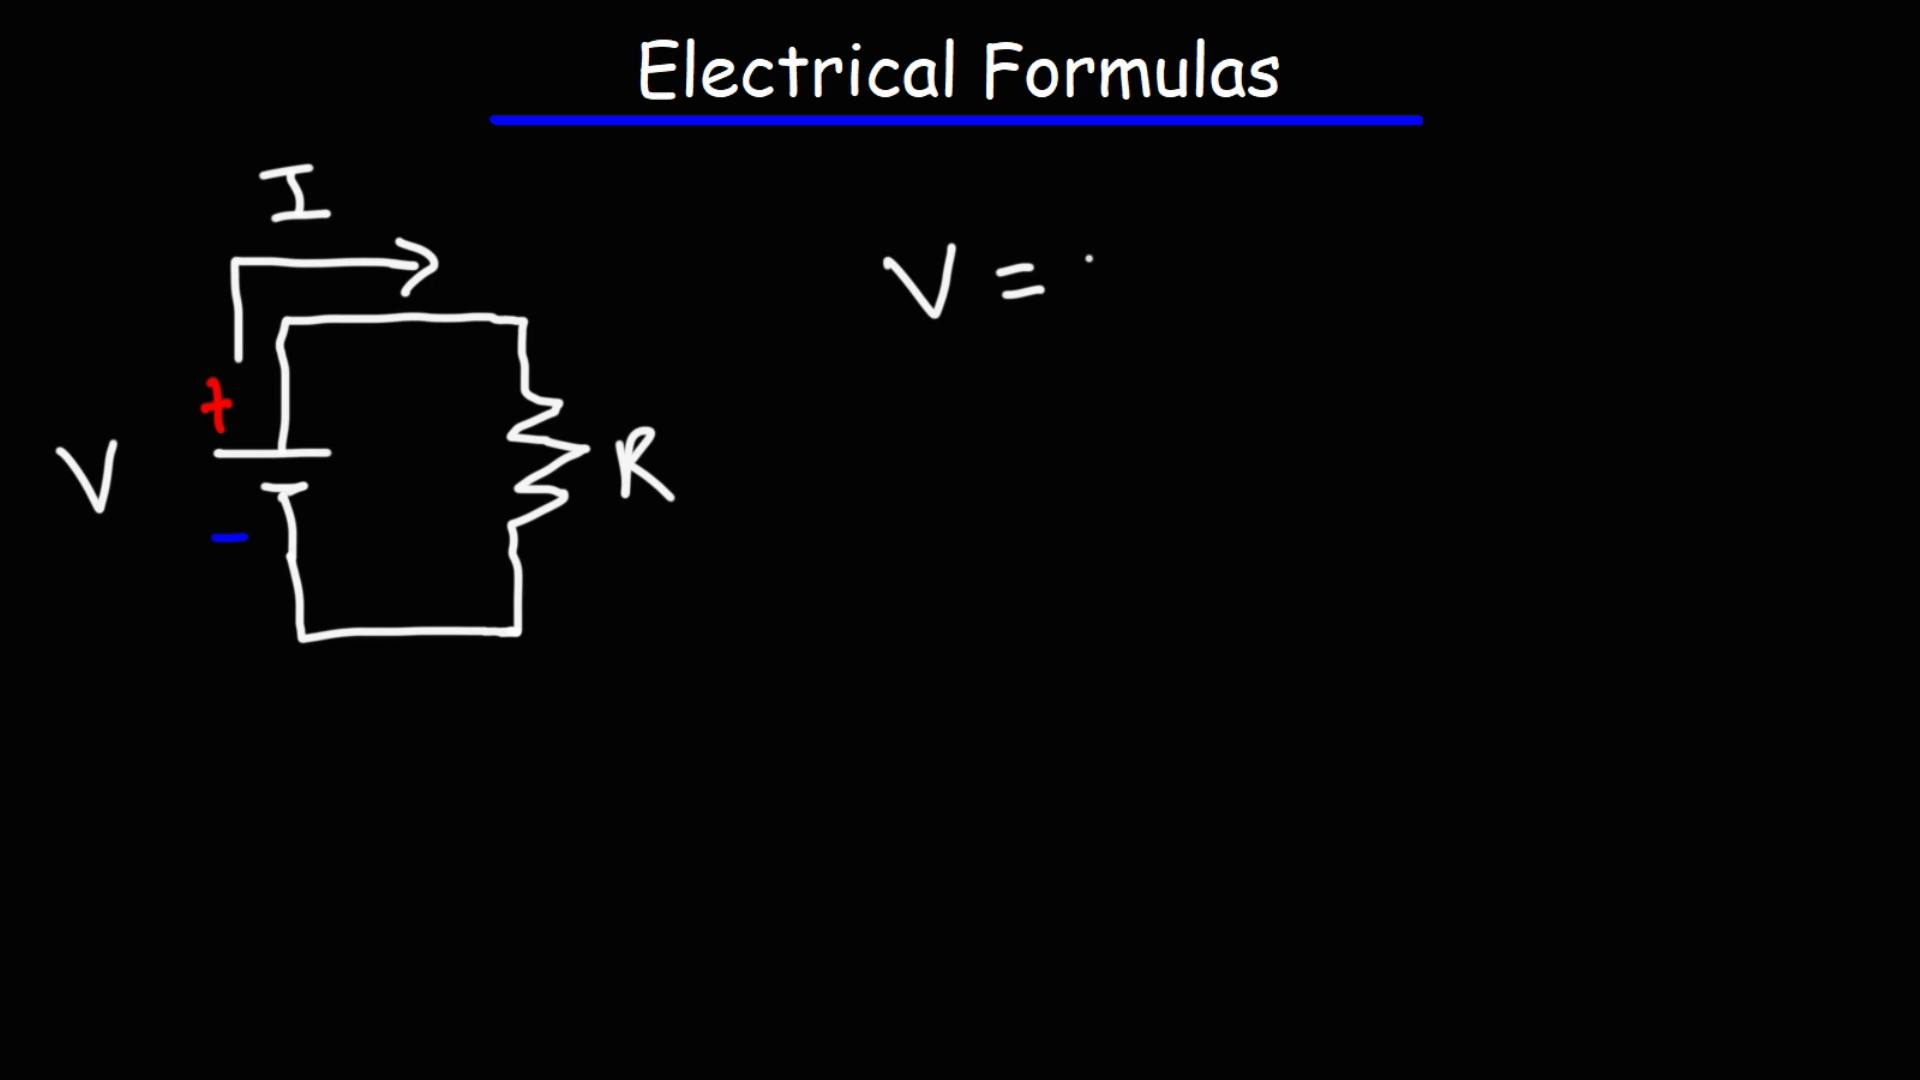 Electrical Formulas
I
V =
+
V
R
-